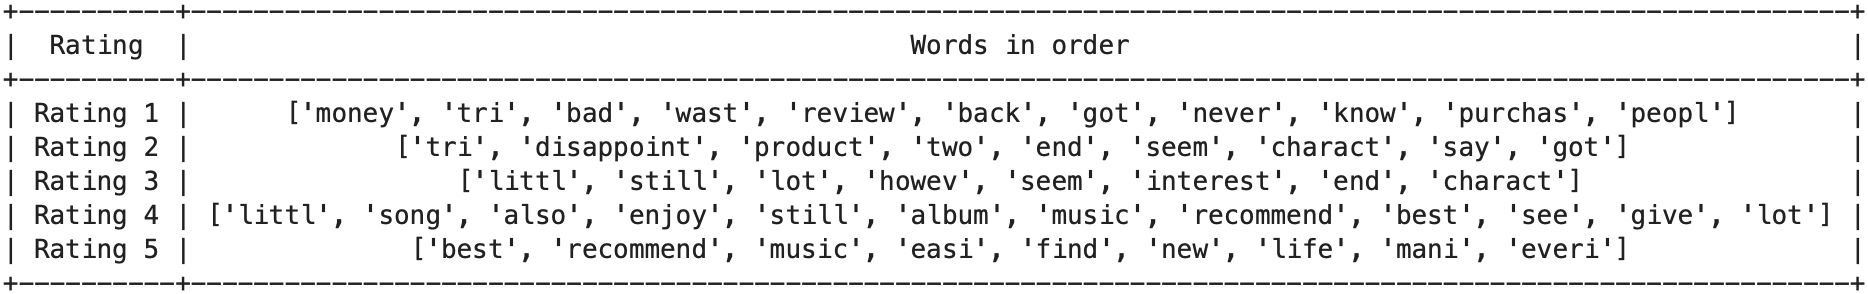 +----------+--------------------------------------------------------------------------------------------------------+
| Rating | Words in order |
+----------+--------------------------------------------------------------------------------------------------------+
| Rating 1 | ['money', 'tri', 'bad', 'wast', 'review', 'back', 'got', 'never', 'know', 'purchas', 'peopl'] |
| Rating 2 | ['tri', 'disappoint', 'product', 'two', 'end', 'seem', 'charact', 'say', 'got'] |
| Rating 3 | ['littl', 'still', 'lot', 'howev', 'seem', 'interest', 'end', 'charact'] |
| Rating 4 | ['littl', 'song', 'also', 'enjoy', 'still', 'album', 'music', 'recommend', 'best', 'see', 'give', 'lot'] |
| Rating 5 | ['best', 'recommend', 'music', 'easi', 'find', 'new', 'life', 'mani', 'everi'] |
+----------+--------------------------------------------------------------------------------------------------------+